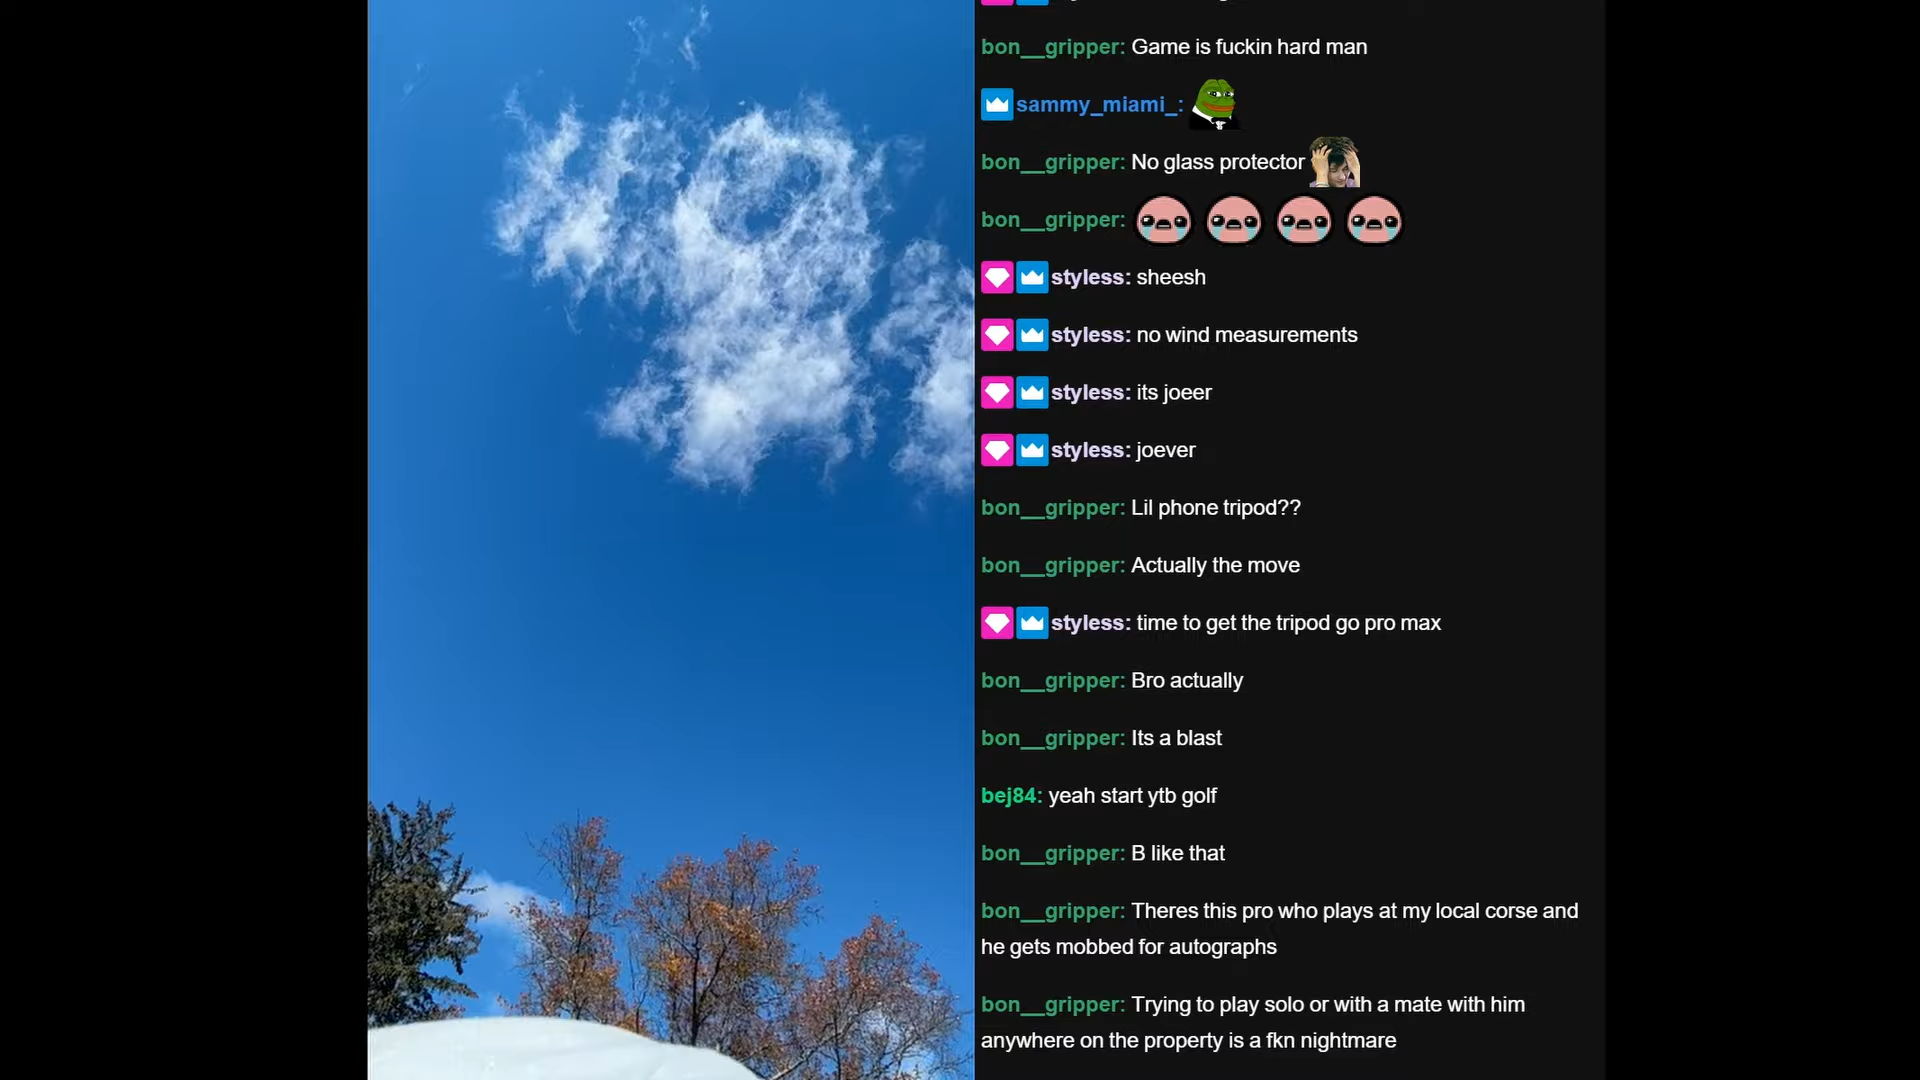 bon__gripper: Game is fuckin hard man
sammy_miami_:
bon__gripper: No glass protector
bon__gripper:
styless: sheesh
styless: no wind measurements
styless: its joeer
styless: joever
bon__gripper: Lil phone tripod??
bon__gripper: Actually the move
styless: time to get the tripod go pro max
bon__gripper: Bro actually
bon__gripper: Its a blast
bej84: yeah start ytb golf
bon__gripper: B like that
bon__gripper: Theres this pro who plays at my local corse and
he gets mobbed for autographs
bon__gripper: Trying to play solo or with a mate with him
anywhere on the property is a fkn nightmare